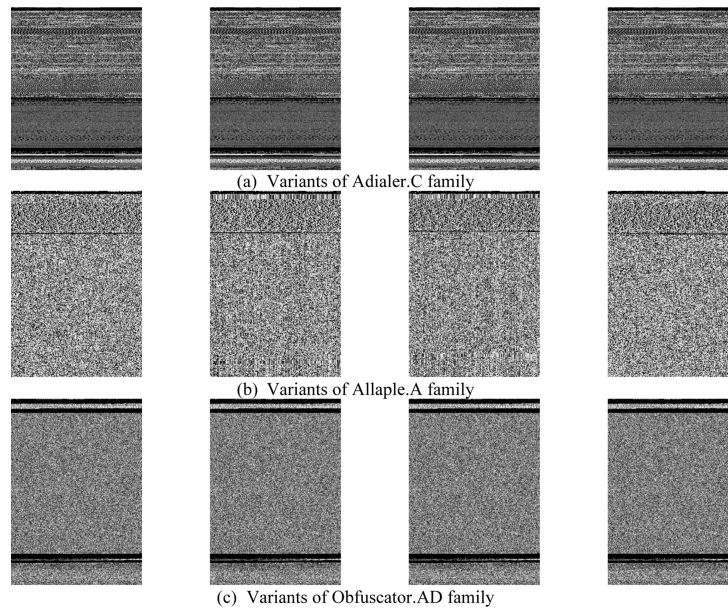 (a) Variants of Adialer.C family
(b) Variants of Allaple.A family
(c) Variants of Obfuscator.AD family